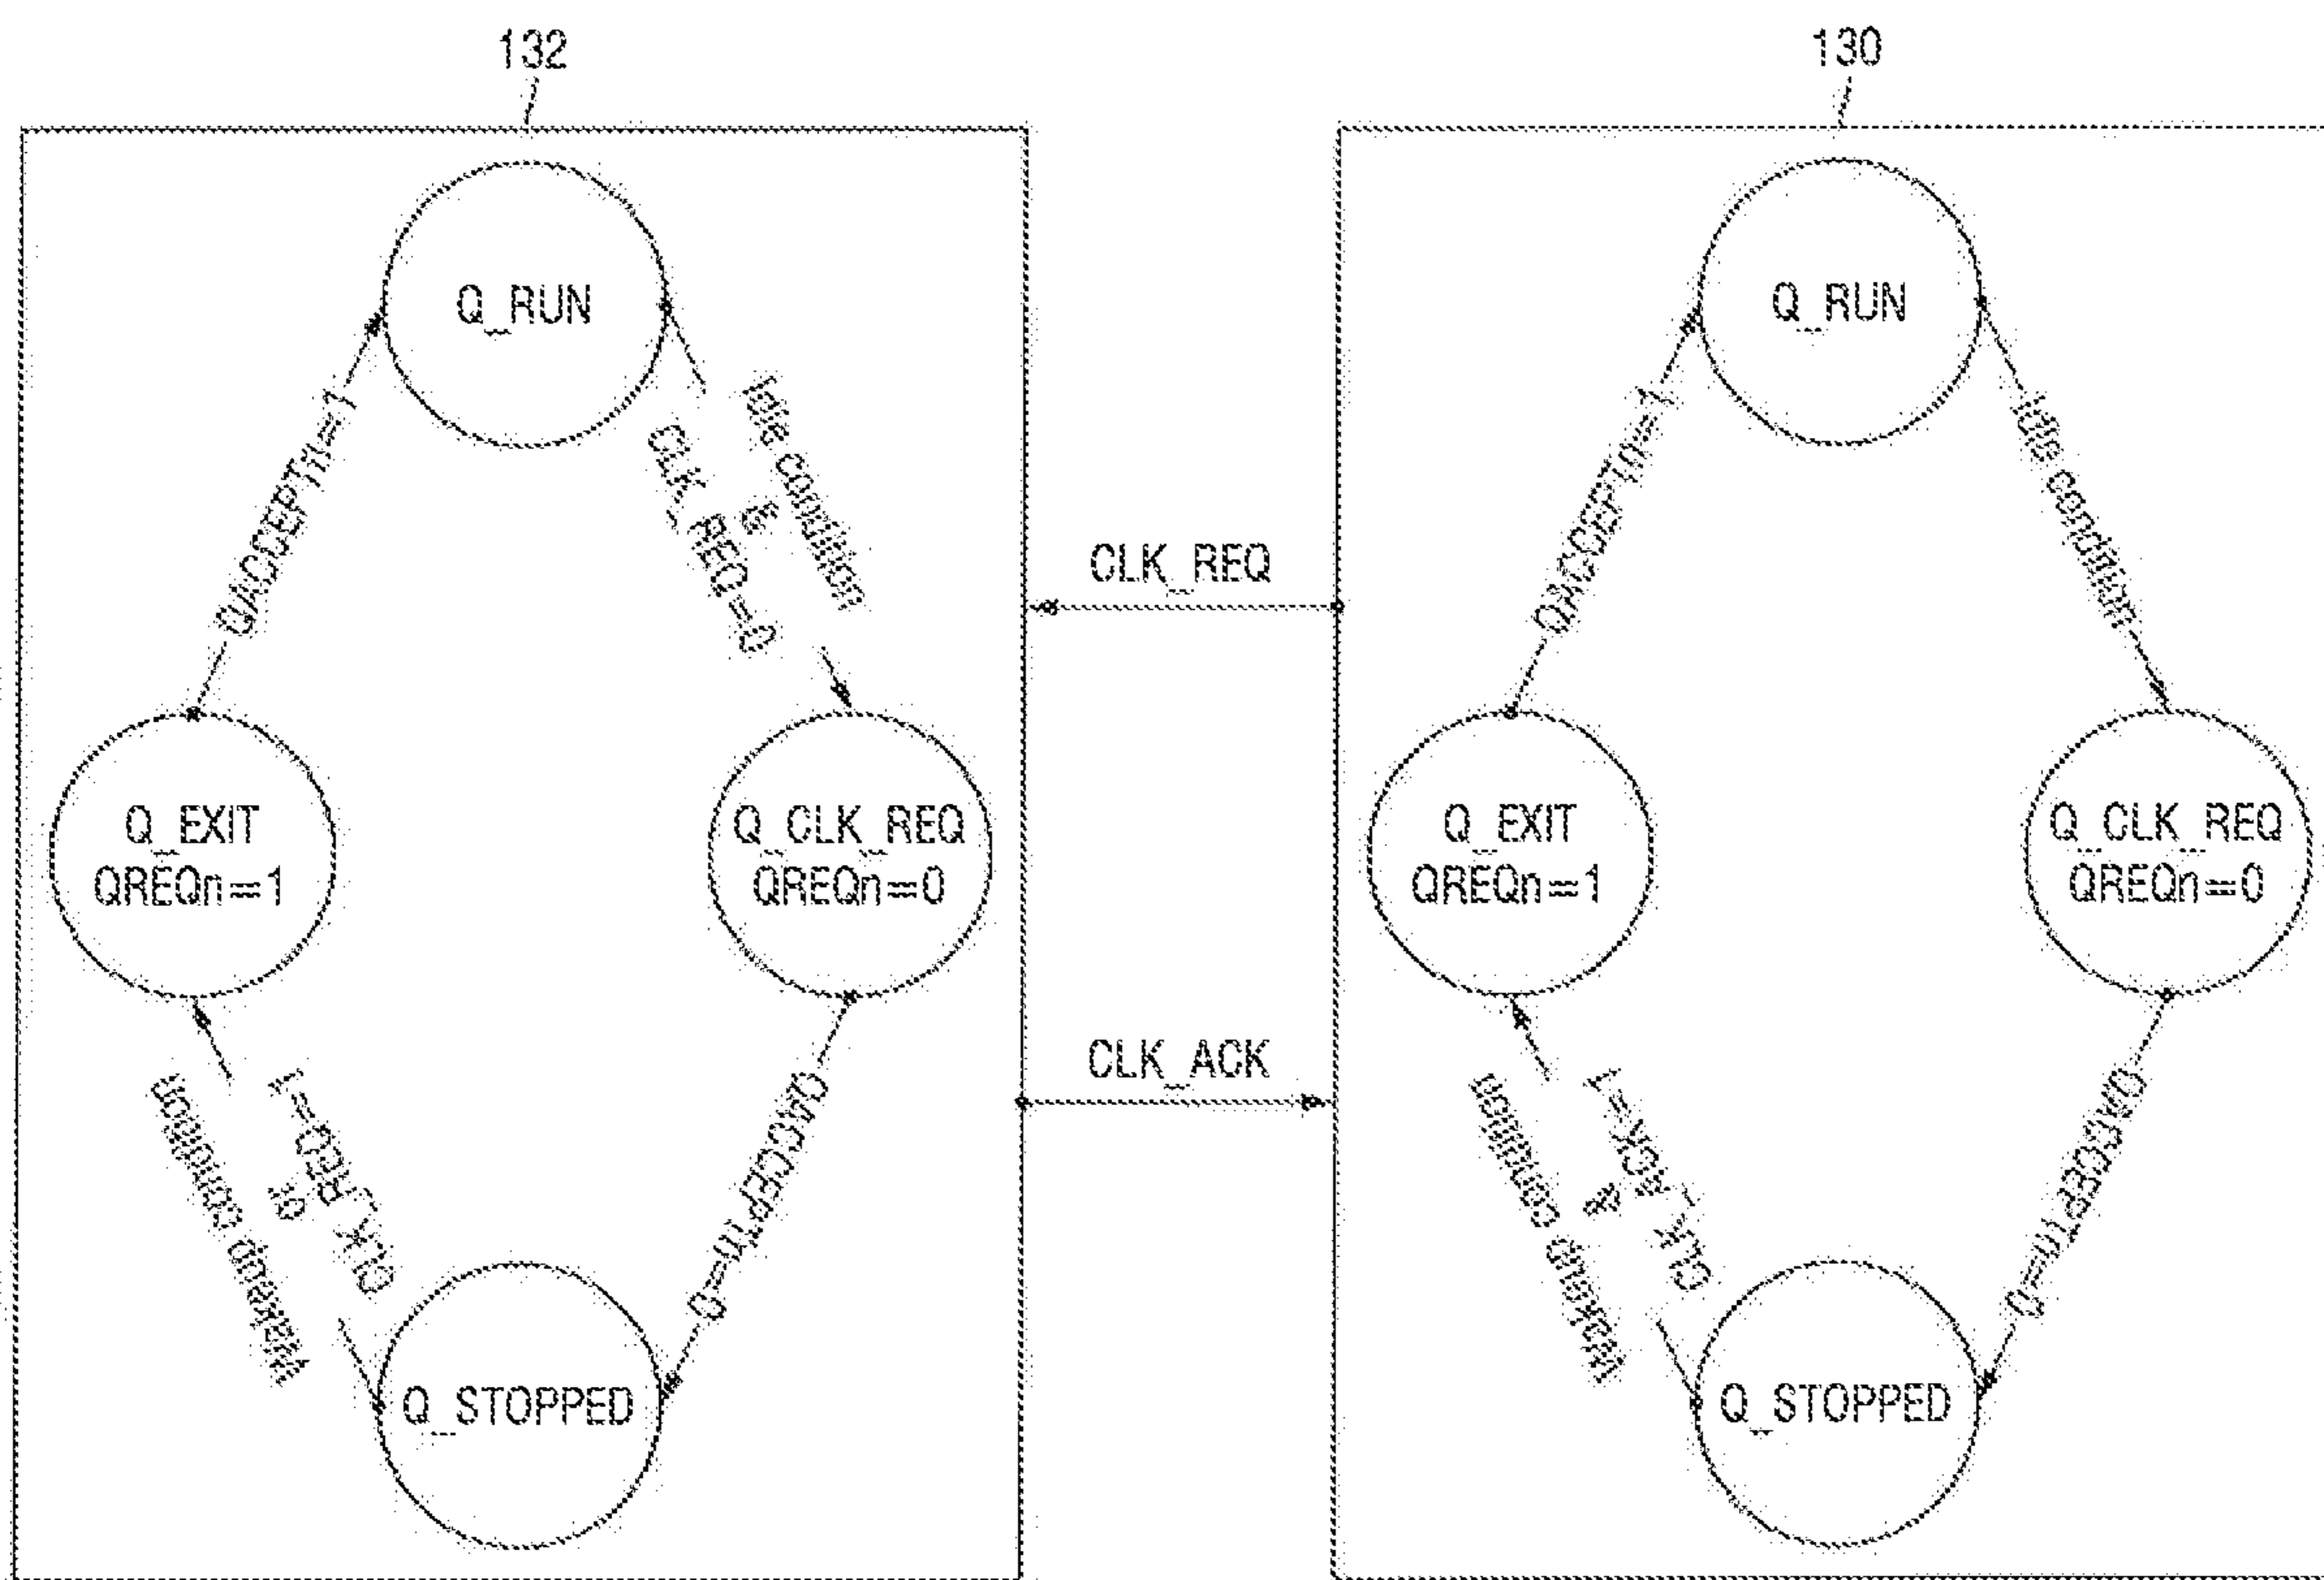 132
130
Q_RUN
QACCEPTn=1
Idle condition
&
CLK_REQ=0
Q_EXIT
QREQn=1
Q_CLK_REQ
QREQn=0
Wakeup condition
or
CLK_REQ=1
QACCEPTn=0
Q_STOPPED
CLK_REQ
CLK_ACK
Q_RUN
QACCEPTn=1
Idle condition
Q_EXIT
QREQn=1
Q_CLK_REQ
QREQn=0
Wakeup condition
&
CLK_ACK=1
QACCEPTn=0
Q_STOPPED